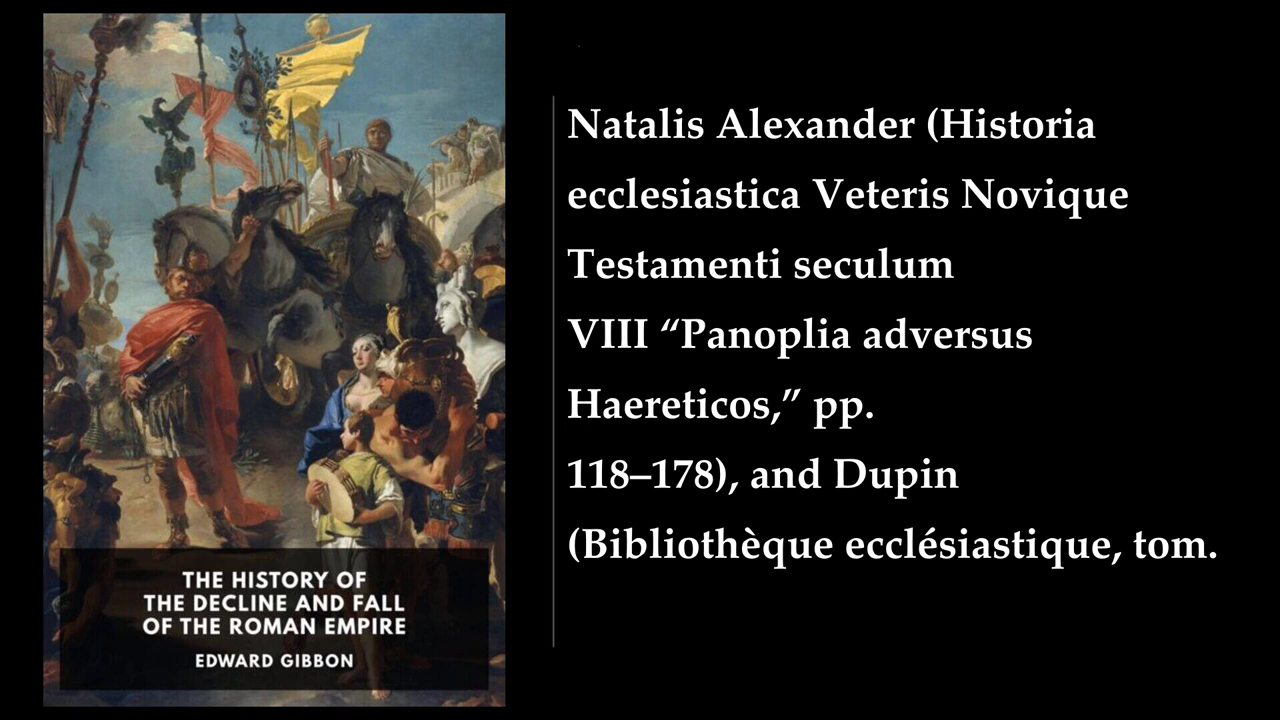 Natalis Alexander (Historia
ecclesiastica Veteris Novique
Testamenti seculum
VIII “Panoplia adversus
Haereticos,” pp.
118–178), and Dupin
(Bibliothèque ecclésiastique, tom.
THE HISTORY OF
THE DECLINE AND FALL
OF THE ROMAN EMPIRE
EDWARD GIBBON